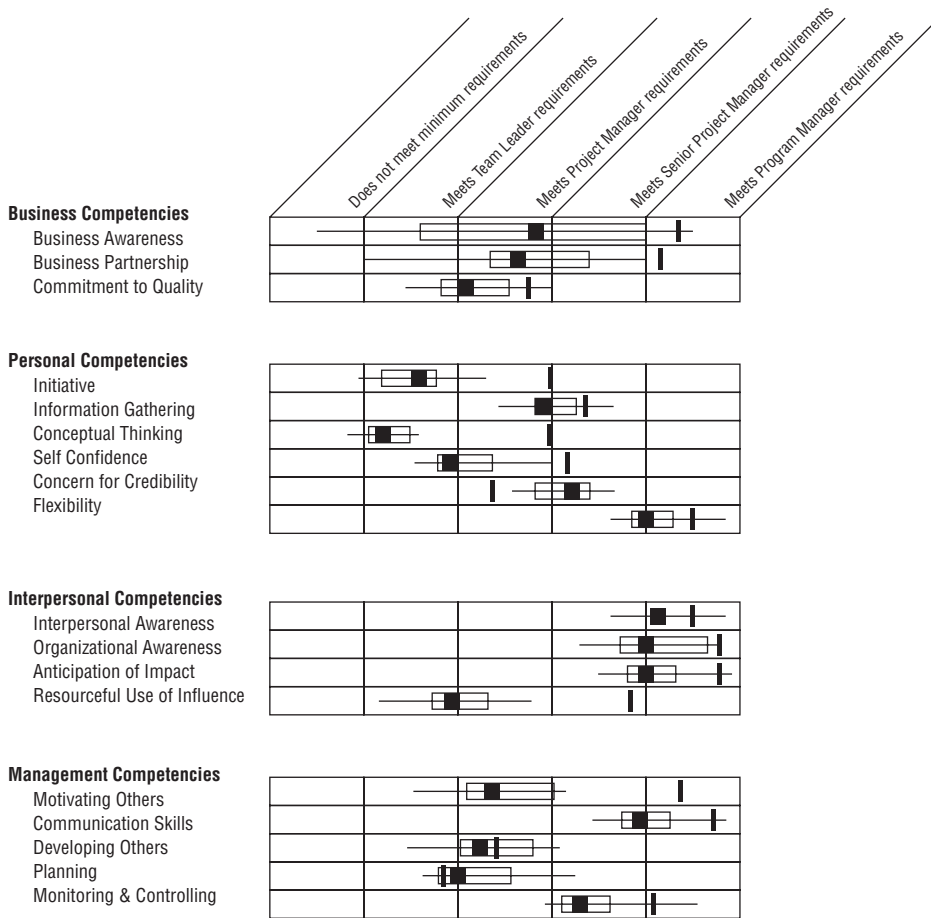 Does not meet minimum requirements
Meets Team Leader requirements
Meets Project Manager requirements
Meets Senior Project Manager requirements
Meets Program Manager requirements
Business Competencies
Business Awareness
Business Partnership
Commitment to Quality
Personal Competencies
Initiative
Information Gathering
Conceptual Thinking
Self Confidence
Concern for Credibility
Flexibility
Interpersonal Competencies
Interpersonal Awareness
Organizational Awareness
Anticipation of Impact
Resourceful Use of Influence
Management Competencies
Motivating Others
Communication Skills
Developing Others
Planning
Monitoring & Controlling